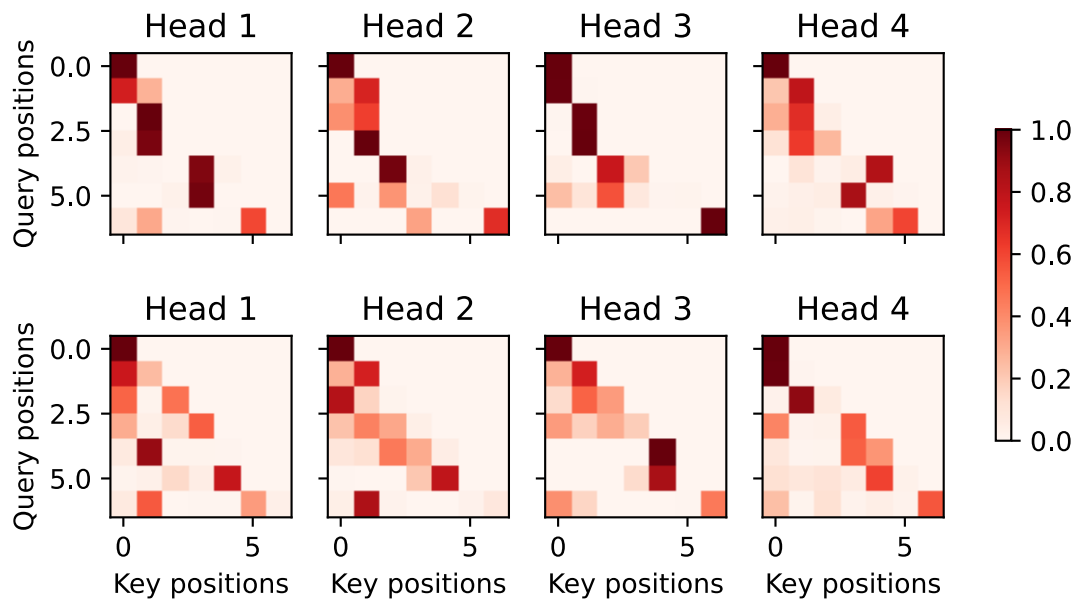 Head 1 Head 2 Head 3 Head 4
Query positions
0.0
2.5
5.0
Head 1 Head 2 Head 3 Head 4
Query positions
0.0
2.5
5.0
0 5 0 5 0 5 0 5
Key positions Key positions Key positions Key positions
1.0
0.8
0.6
0.4
0.2
0.0